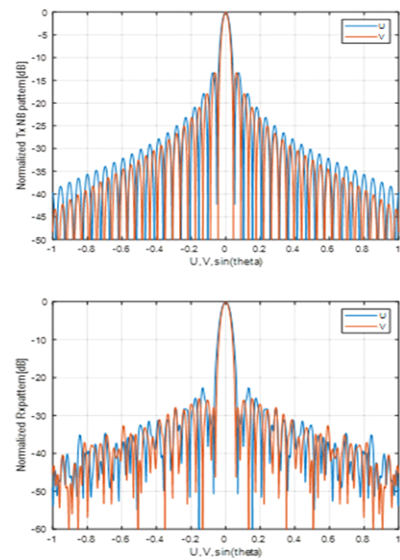 0
-5
-10
-15
-20
-25
-30
-35
-40
-45
-50
Normalized Tx NB pattern[dB]
U
V
-1 -0.8 -0.6 -0.4 -0.2 0 0.2 0.4 0.6 0.8 1
U, V, sin(theta)
0
-10
-20
-30
-40
-50
-60
Normalized Rx pattern[dB]
U
V
-1 -0.8 -0.6 -0.4 -0.2 0 0.2 0.4 0.6 0.8 1
U, V, sin(theta)